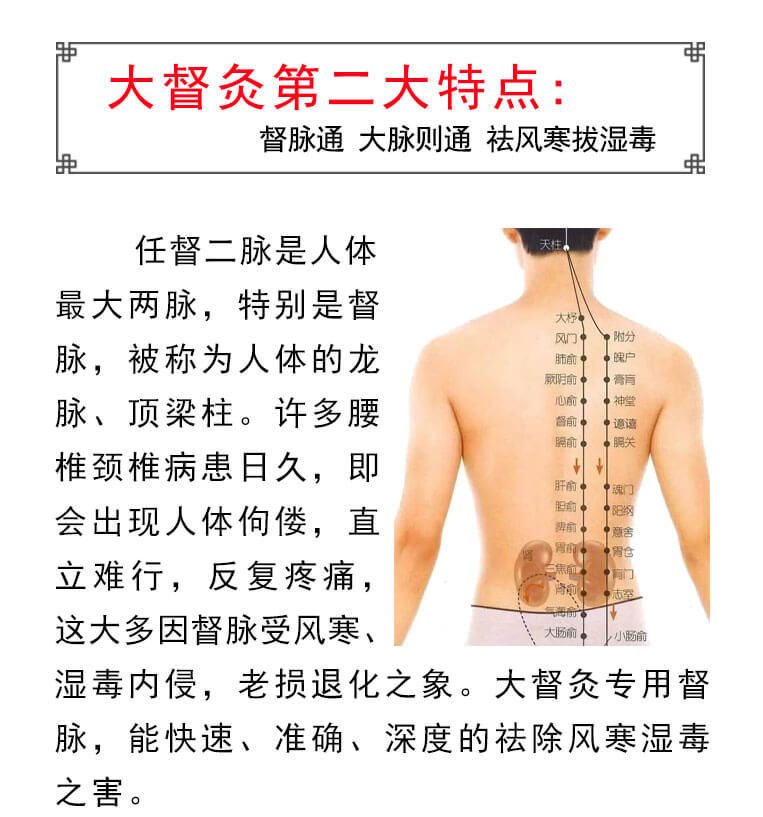 大督灸第二大特点:
督脉通 大脉则通 祛风寒拔湿毒
任督二脉是人体
最大两脉，特别是督
脉，被称为人体的龙
脉、顶梁柱。许多腰
椎颈椎病患日久，即
会出现人体佝偻，直
立难行，反复疼痛，
这大多因督脉受风寒、
湿毒内侵，老损退化之象。大督灸专用督
脉，能快速、准确、深度的祛除风寒湿毒
之害。
天柱
大杼
风门
肺俞
厥阴俞
心俞
督俞
膈俞
肝俞
胆俞
脾俞
胃俞
三焦俞
肾俞
气海俞
大肠俞
附分
魄户
膏肓
神堂
譩譆
膈关
魂门
阳纲
意舍
胃仓
肓门
志室
小肠俞
肾